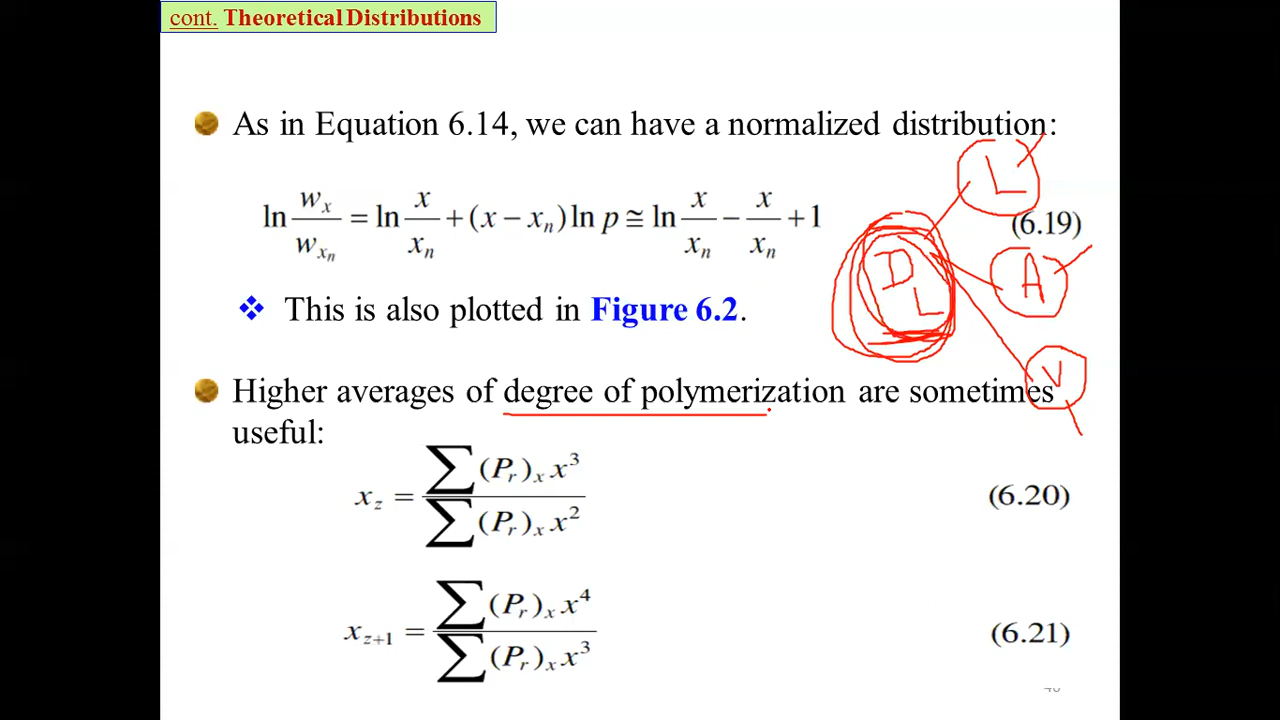 cont. Theoretical Distributions
As in Equation 6.14, we can have a normalized distribution:
ln w_x / w_{x_n} = ln x / x_n + (x − x_n) ln p ≅ ln x / x_n − x / x_n + 1 (6.19)
L
D L
A
V
This is also plotted in Figure 6.2.
Higher averages of degree of polymerization are sometimes
useful:
x_z = ∑(P_r)_x x^3 / ∑(P_r)_x x^2 (6.20)
x_{z+1} = ∑(P_r)_x x^4 / ∑(P_r)_x x^3 (6.21)